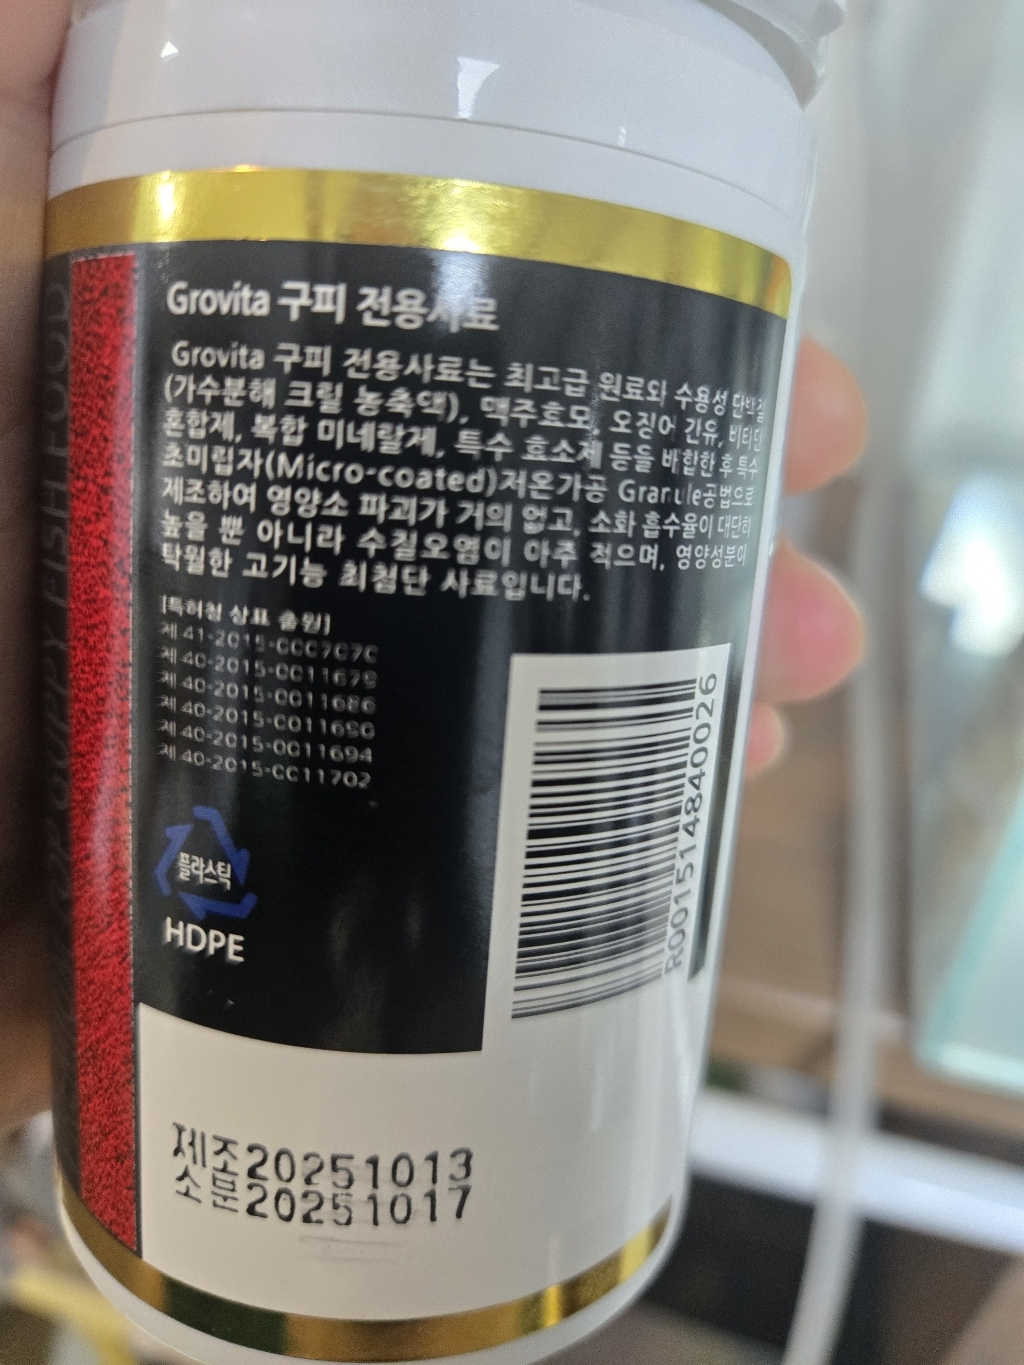 Grovita 구피 전용사료
Grovita 구피 전용사료는 최고급 원료와 수용성 단백질
(가수분해 크릴 농축액), 맥주효모, 오징어 간유, 비타민
혼합제, 복합 미네랄제, 특수 효소제 등들 배합한 후 특수
초미립자(Micro-coated)저온가공 Granule공법으로
제조하여 영양소 파괴가 거의 없고, 소화 흡수율이 대단히
높을 뿐 아니라 수질오염이 아주 적으며, 영양성분이
탁월한 고기능 최첨단 사료입니다.
[특허청 상표 출원]
제 41-2015-0007070
제 40-2015-0011679
제 40-2015-0011686
제 40-2015-0011690
제 40-2015-0011694
제 40-2015-0011702
플라스틱
HDPE
R001514840026
제조20251013
소분20251017